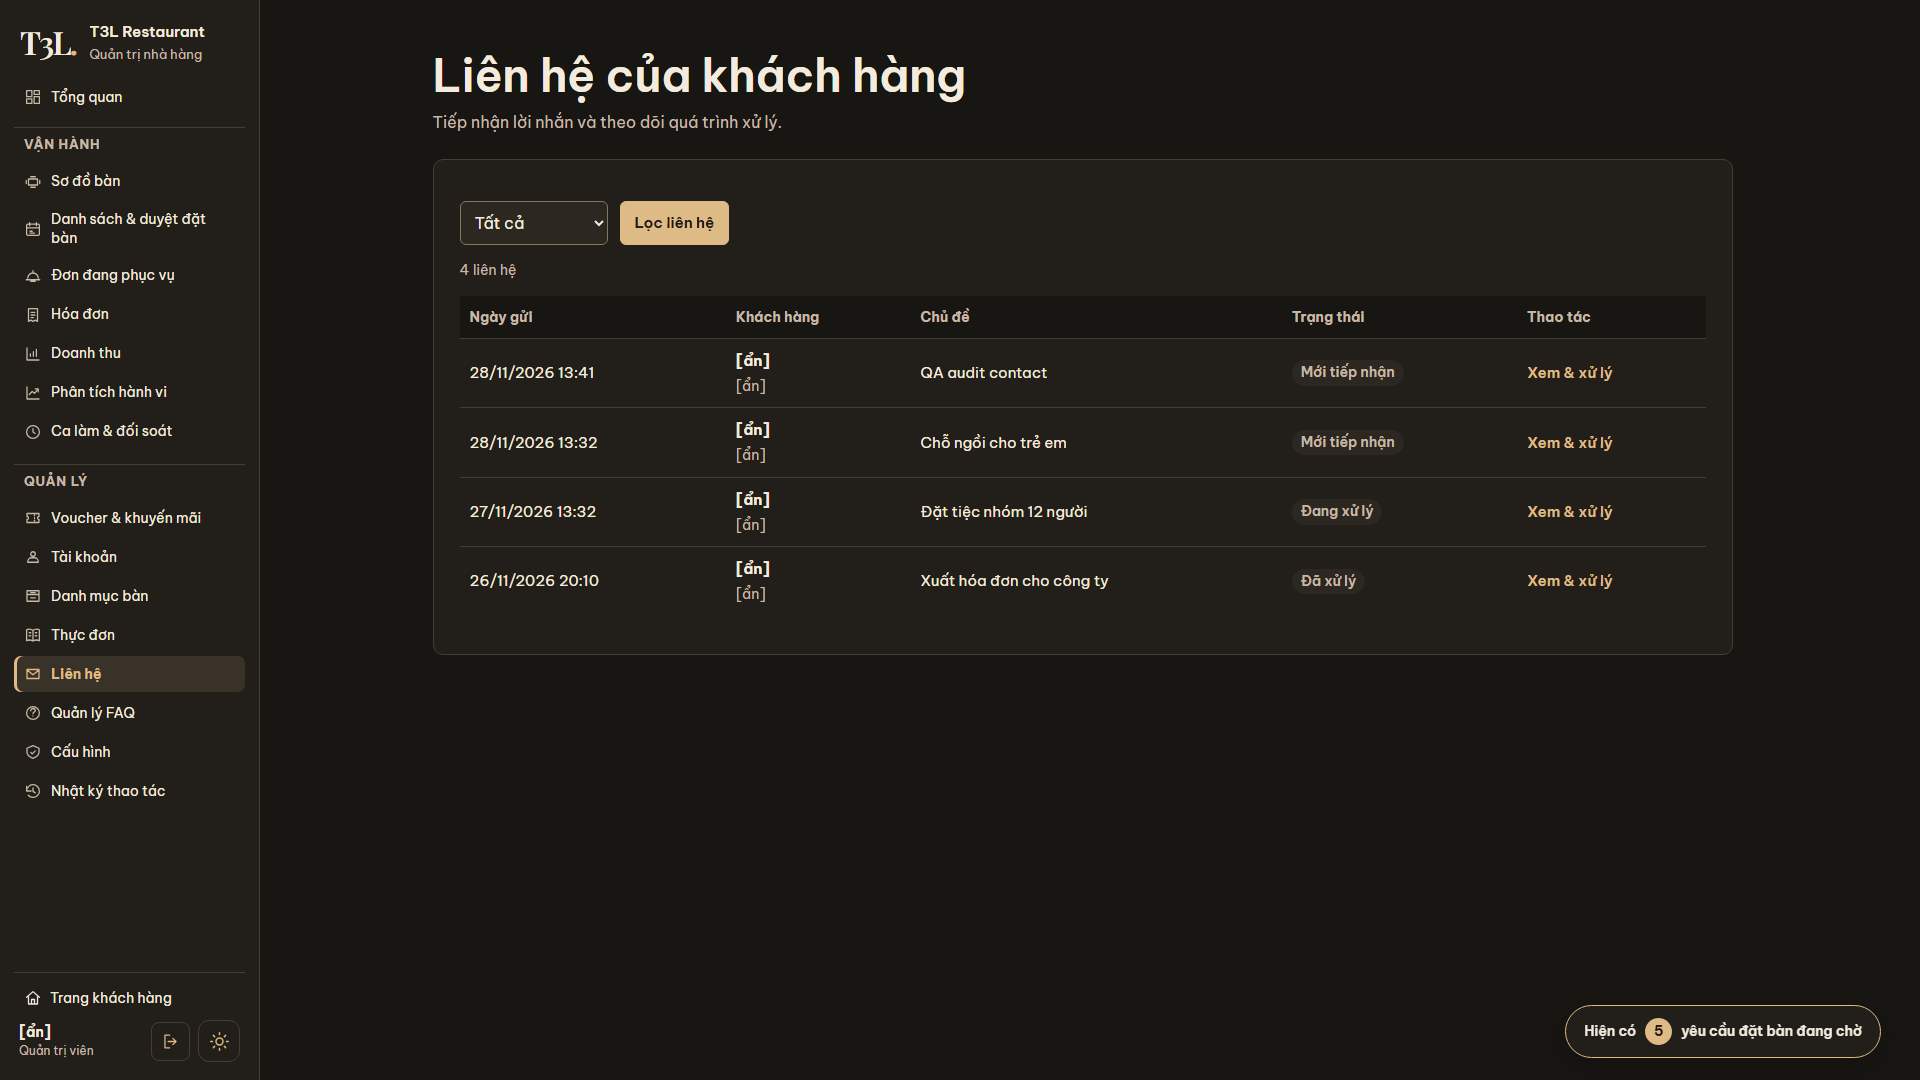 T3L.
T3L Restaurant
Quản trị nhà hàng
Tổng quan
VẬN HÀNH
Sơ đồ bàn
Danh sách & duyệt đặt
bàn
Đơn đang phục vụ
Hóa đơn
Doanh thu
Phân tích hành vi
Ca làm & đối soát
QUẢN LÝ
Voucher & khuyến mãi
Tài khoản
Danh mục bàn
Thực đơn
Liên hệ
Quản lý FAQ
Cấu hình
Nhật ký thao tác
Trang khách hàng
[ẩn]
Quản trị viên
Liên hệ của khách hàng
Tiếp nhận lời nhắn và theo dõi quá trình xử lý.
Tất cả
Lọc liên hệ
4 liên hệ
Ngày gửi Khách hàng Chủ đề Trạng thái Thao tác
28/11/2026 13:41 [ẩn] [ẩn] QA audit contact Mới tiếp nhận Xem & xử lý
28/11/2026 13:32 [ẩn] [ẩn] Chỗ ngồi cho trẻ em Mới tiếp nhận Xem & xử lý
27/11/2026 13:32 [ẩn] [ẩn] Đặt tiệc nhóm 12 người Đang xử lý Xem & xử lý
26/11/2026 20:10 [ẩn] [ẩn] Xuất hóa đơn cho công ty Đã xử lý Xem & xử lý
Hiện có 5 yêu cầu đặt bàn đang chờ